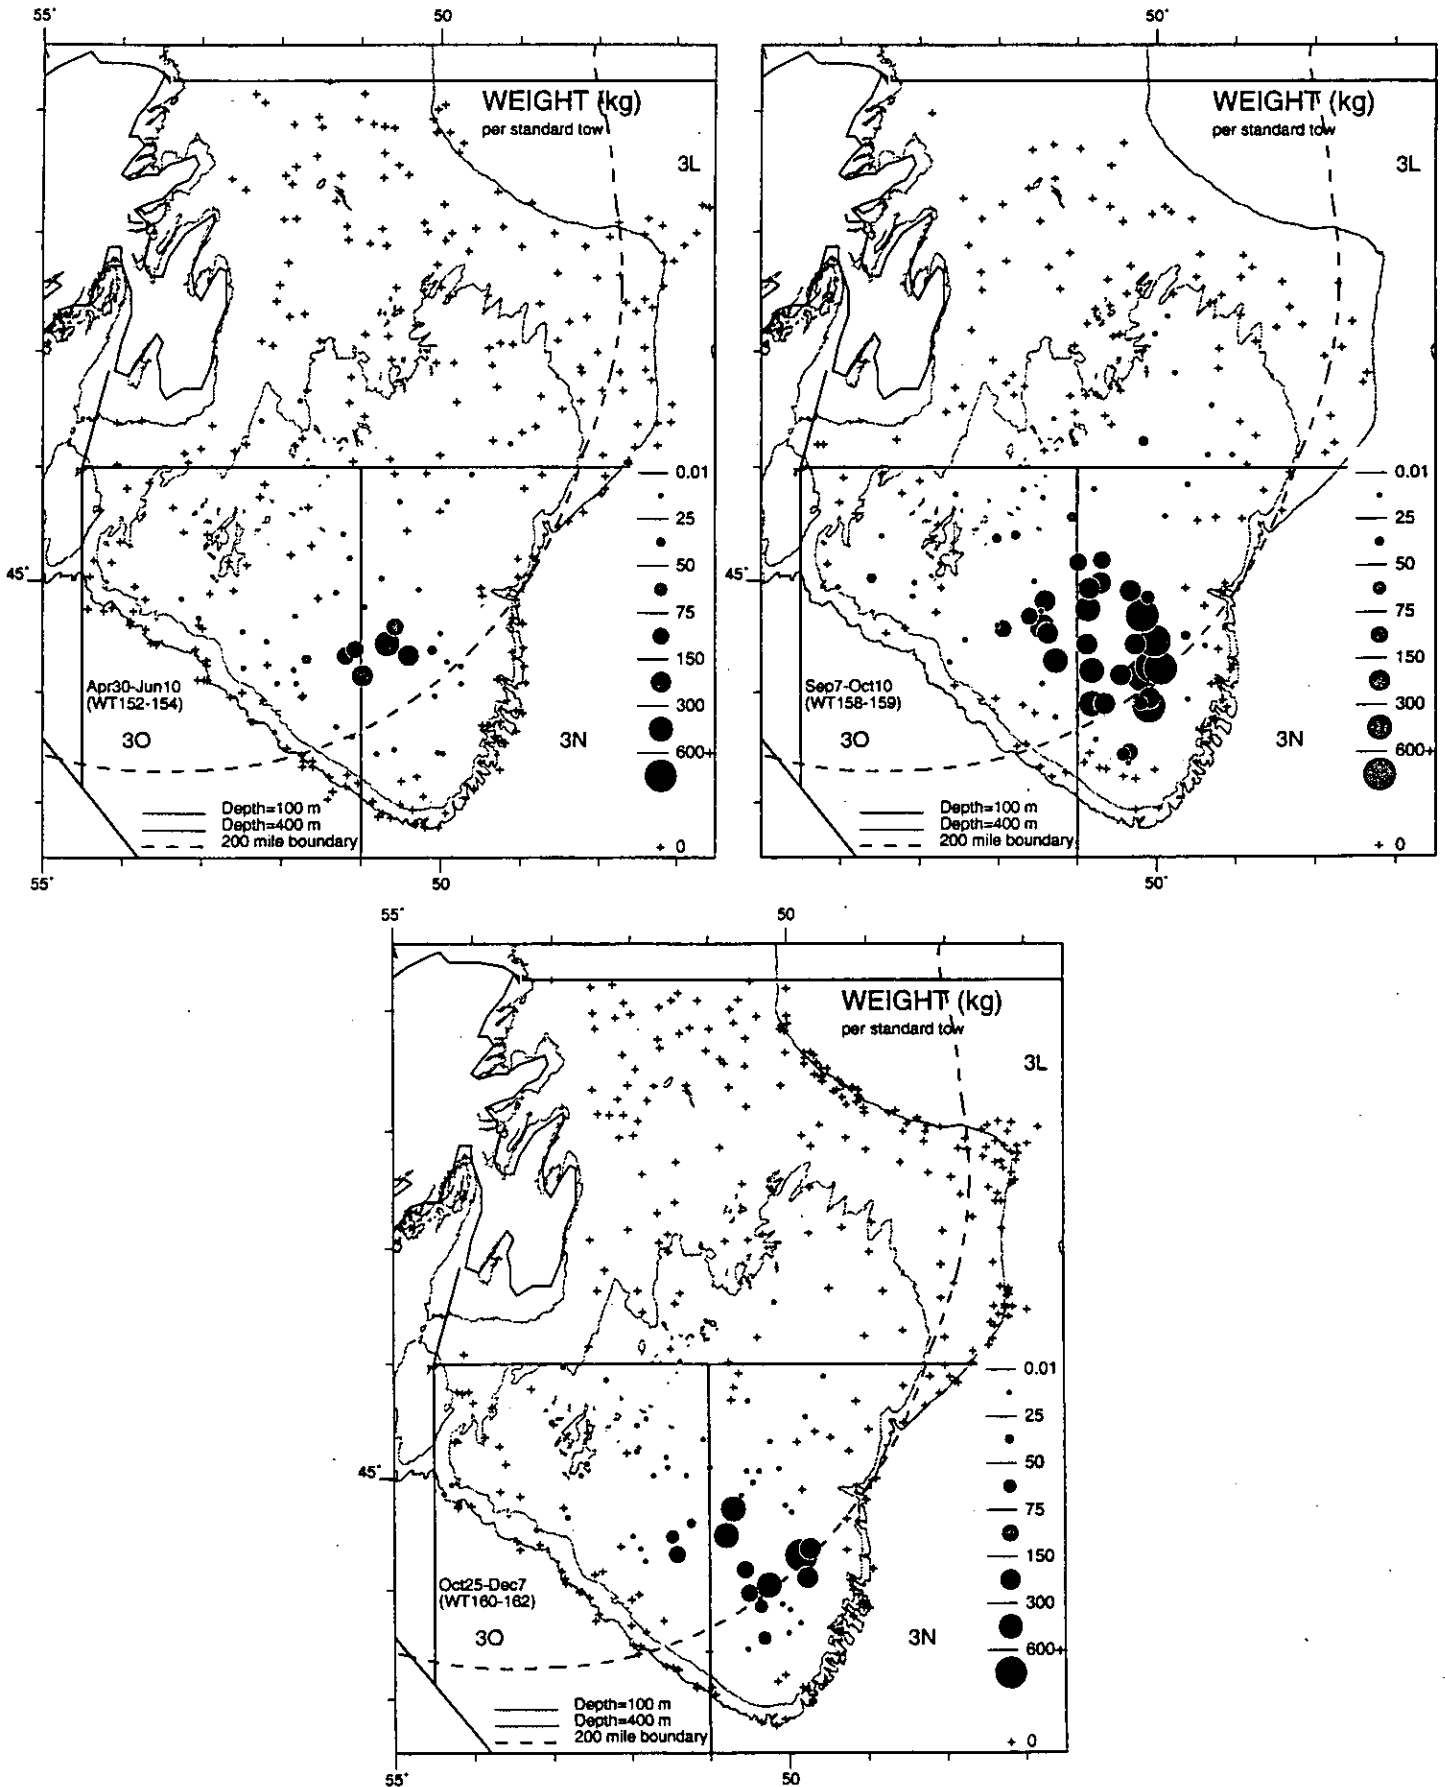 55° 50
WEIGHT (kg)
per standard tow
3L
0.01
25
50
75
150
300
600+
0
45°
Apr30-Jun10
(WT152-154)
3O
3N
Depth=100 m
Depth=400 m
200 mile boundary
55° 50
50°
WEIGHT (kg)
per standard tow
3L
0.01
25
50
75
150
300
600+
0
45°
Sep7-Oct10
(WT158-159)
3O
3N
Depth=100 m
Depth=400 m
200 mile boundary
50°
55° 50
WEIGHT (kg)
per standard tow
3L
0.01
25
50
75
150
300
600+
0
45°
Oct25-Dec7
(WT160-162)
3O
3N
Depth=100 m
Depth=400 m
200 mile boundary
55° 50